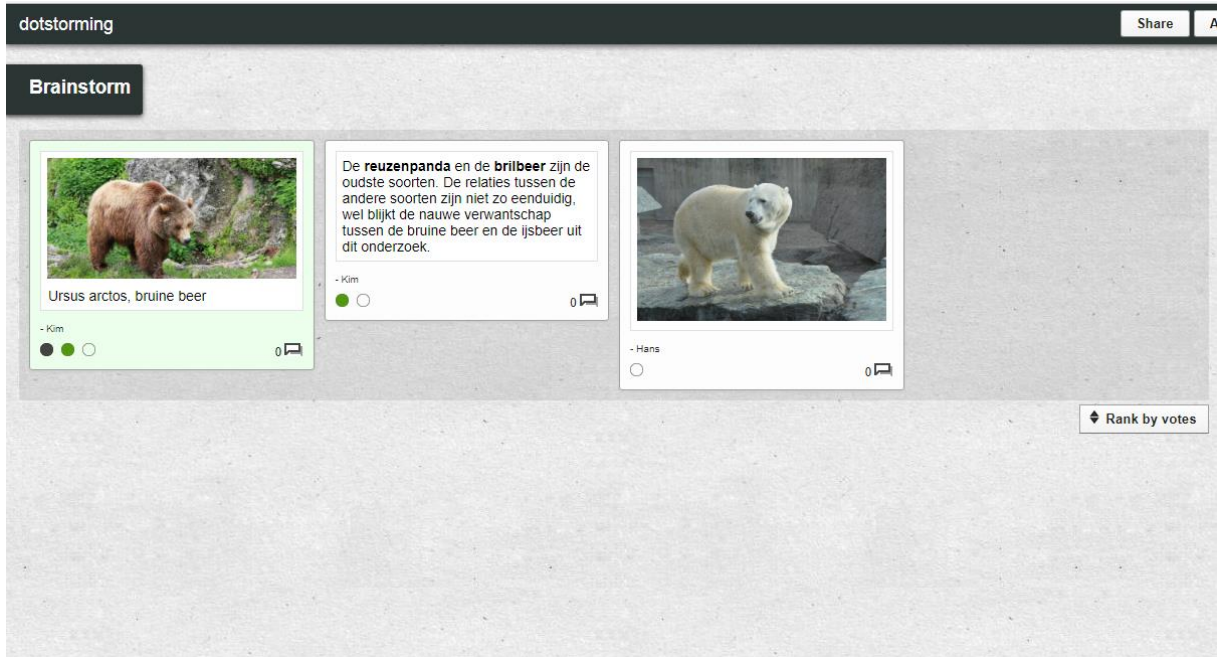 dotstorming
Share
A
Brainstorm
Ursus arctos, bruine beer
- Kim
0
De reuzenpanda en de brilbeer zijn de
oudste soorten. De relaties tussen de
andere soorten zijn niet zo eenduidig,
wel blijkt de nauwe verwantschap
tussen de bruine beer en de ijsbeer uit
dit onderzoek.
- Kim
0
- Hans
0
Rank by votes